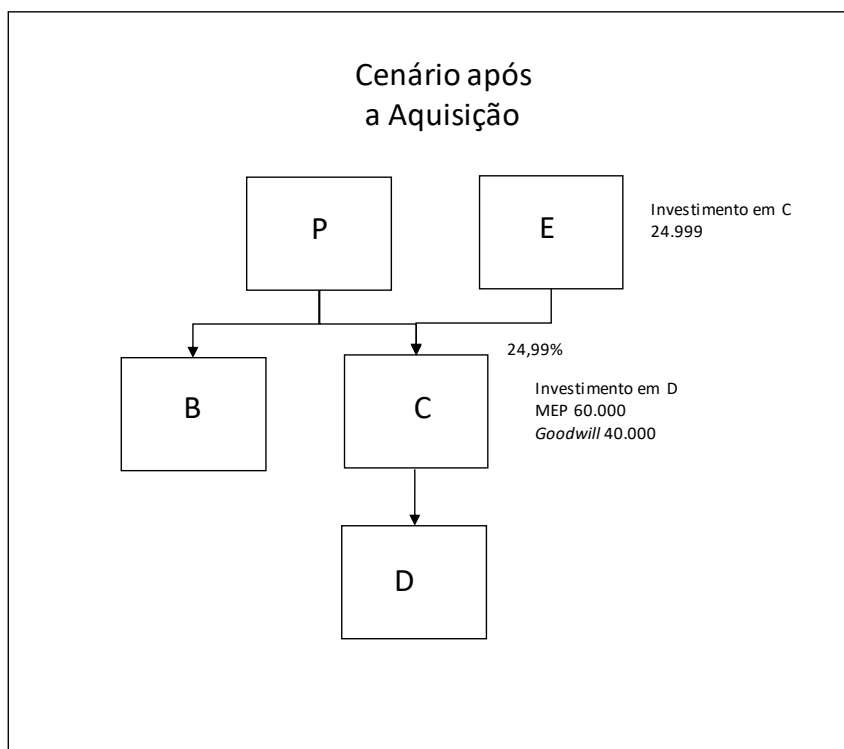 Cenário após
a Aquisição
P
E
Investimento em C
24.999
24,99%
B
C
Investimento em D
MEP 60.000
Goodwill 40.000
D